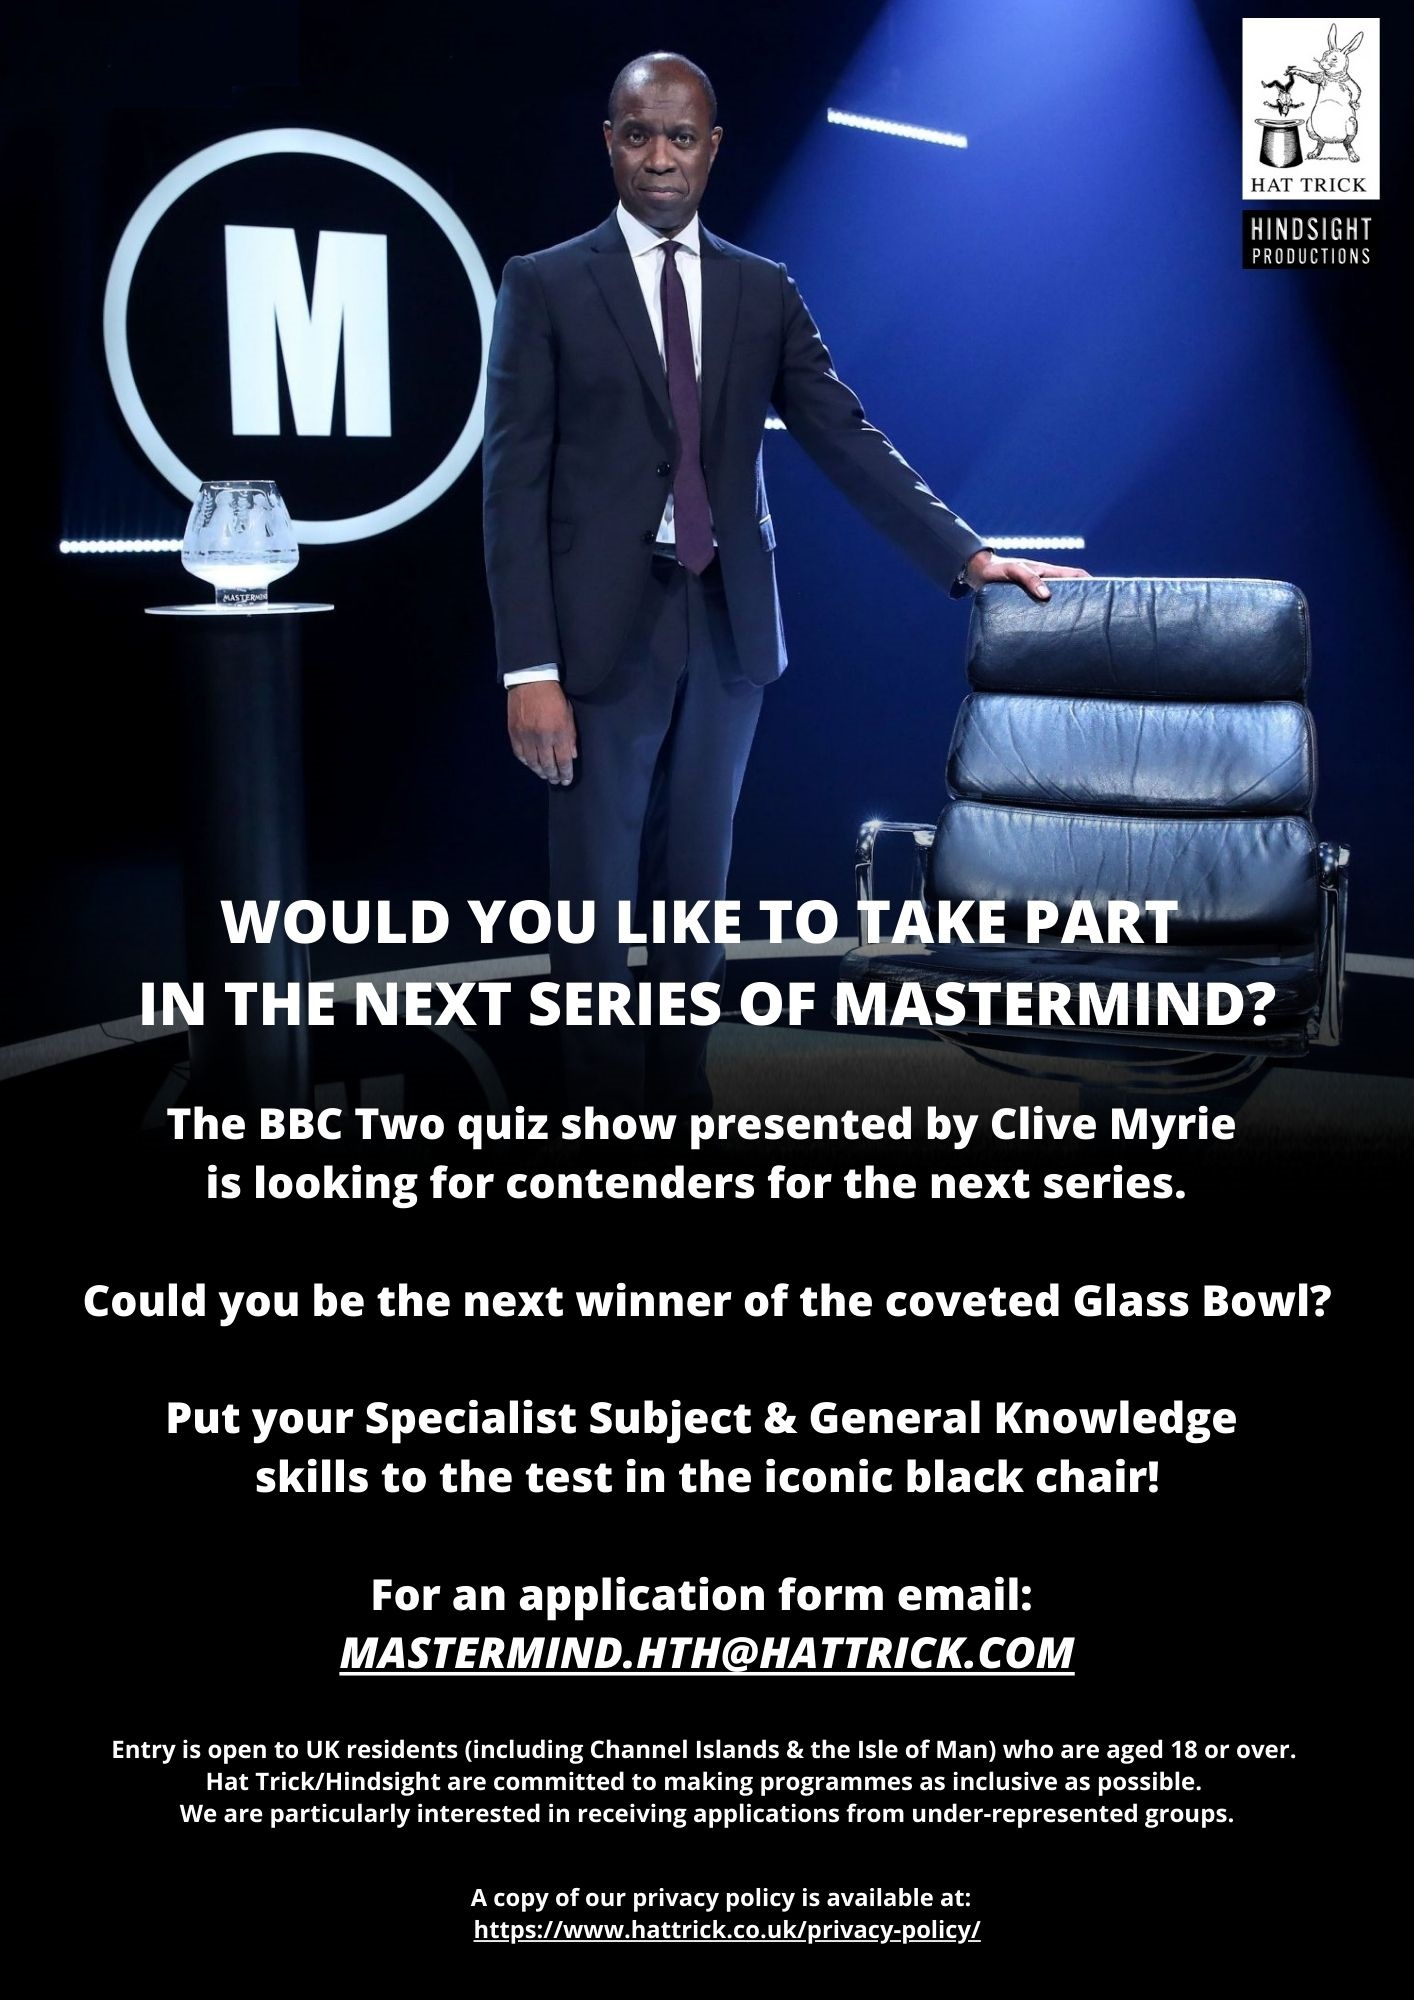 HAT TRICK
HINDSIGHT
PRODUCTIONS
M
MASTERMIND
WOULD YOU LIKE TO TAKE PART
IN THE NEXT SERIES OF MASTERMIND?
The BBC Two quiz show presented by Clive Myrie
is looking for contenders for the next series.
Could you be the next winner of the coveted Glass Bowl?
Put your Specialist Subject & General Knowledge
skills to the test in the iconic black chair!
For an application form email:
MASTERMIND.HTH@HATTRICK.COM
Entry is open to UK residents (including Channel Islands & the Isle of Man) who are aged 18 or over.
Hat Trick/Hindsight are committed to making programmes as inclusive as possible.
We are particularly interested in receiving applications from under-represented groups.
A copy of our privacy policy is available at:
https://www.hattrick.co.uk/privacy-policy/